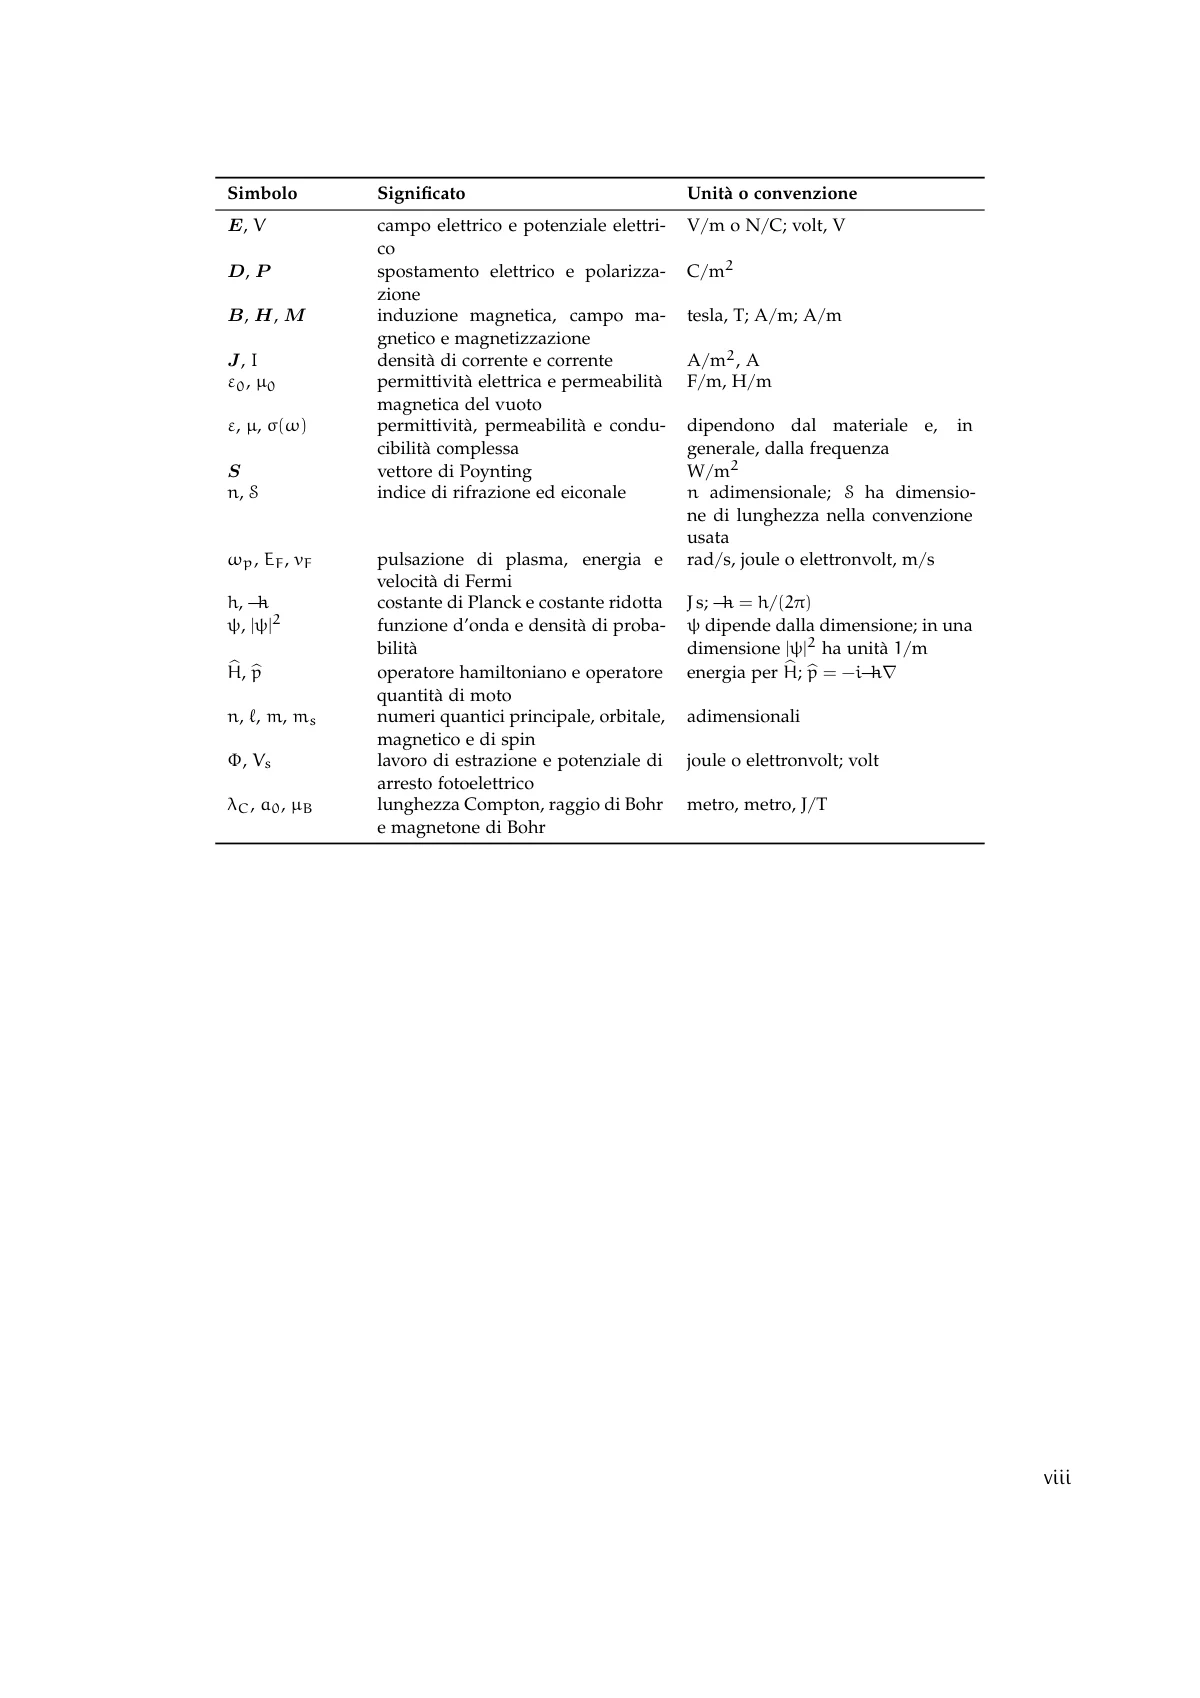 Simbolo Significato Unità o convenzione
E, V campo elettrico e potenziale elettri- V/m o N/C; volt, V
co
D, P spostamento elettrico e polarizza- C/m²
zione
B, H, M induzione magnetica, campo ma- tesla, T; A/m; A/m
gnetico e magnetizzazione
J, I densità di corrente e corrente A/m², A
ε₀, μ₀ permittività elettrica e permeabilità F/m, H/m
magnetica del vuoto
ε, μ, σ(ω) permittività, permeabilità e condu- dipendono dal materiale e, in
cibilità complessa generale, dalla frequenza
S vettore di Poynting W/m²
n, 𝒮 indice di rifrazione ed eiconale n adimensionale; 𝒮 ha dimensio-
ne di lunghezza nella convenzione
usata
ω_p, E_F, v_F pulsazione di plasma, energia e rad/s, joule o elettronvolt, m/s
velocità di Fermi
h, ħ costante di Planck e costante ridotta J s; ħ = h/(2π)
ψ, |ψ|² funzione d'onda e densità di proba- ψ dipende dalla dimensione; in una
bilità dimensione |ψ|² ha unità 1/m
Ĥ, p̂ operatore hamiltoniano e operatore energia per Ĥ; p̂ = −iħ∇
quantità di moto
n, ℓ, m, m_s numeri quantici principale, orbitale, adimensionali
magnetico e di spin
Φ, V_s lavoro di estrazione e potenziale di joule o elettronvolt; volt
arresto fotoelettrico
λ_C, a₀, μ_B lunghezza Compton, raggio di Bohr metro, metro, J/T
e magnetone di Bohr
viii